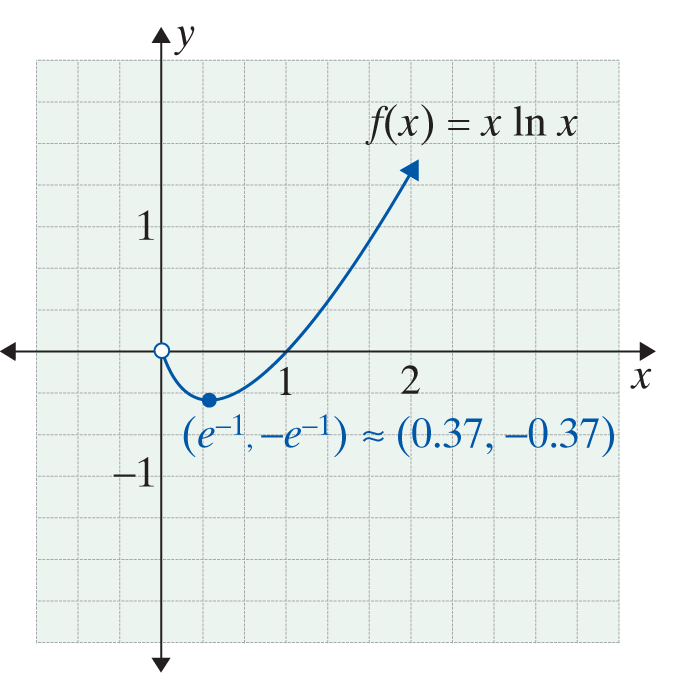 y
f(x) = x ln x
1
1
2
x
(e⁻¹, −e⁻¹) ≈ (0.37, −0.37)
−1